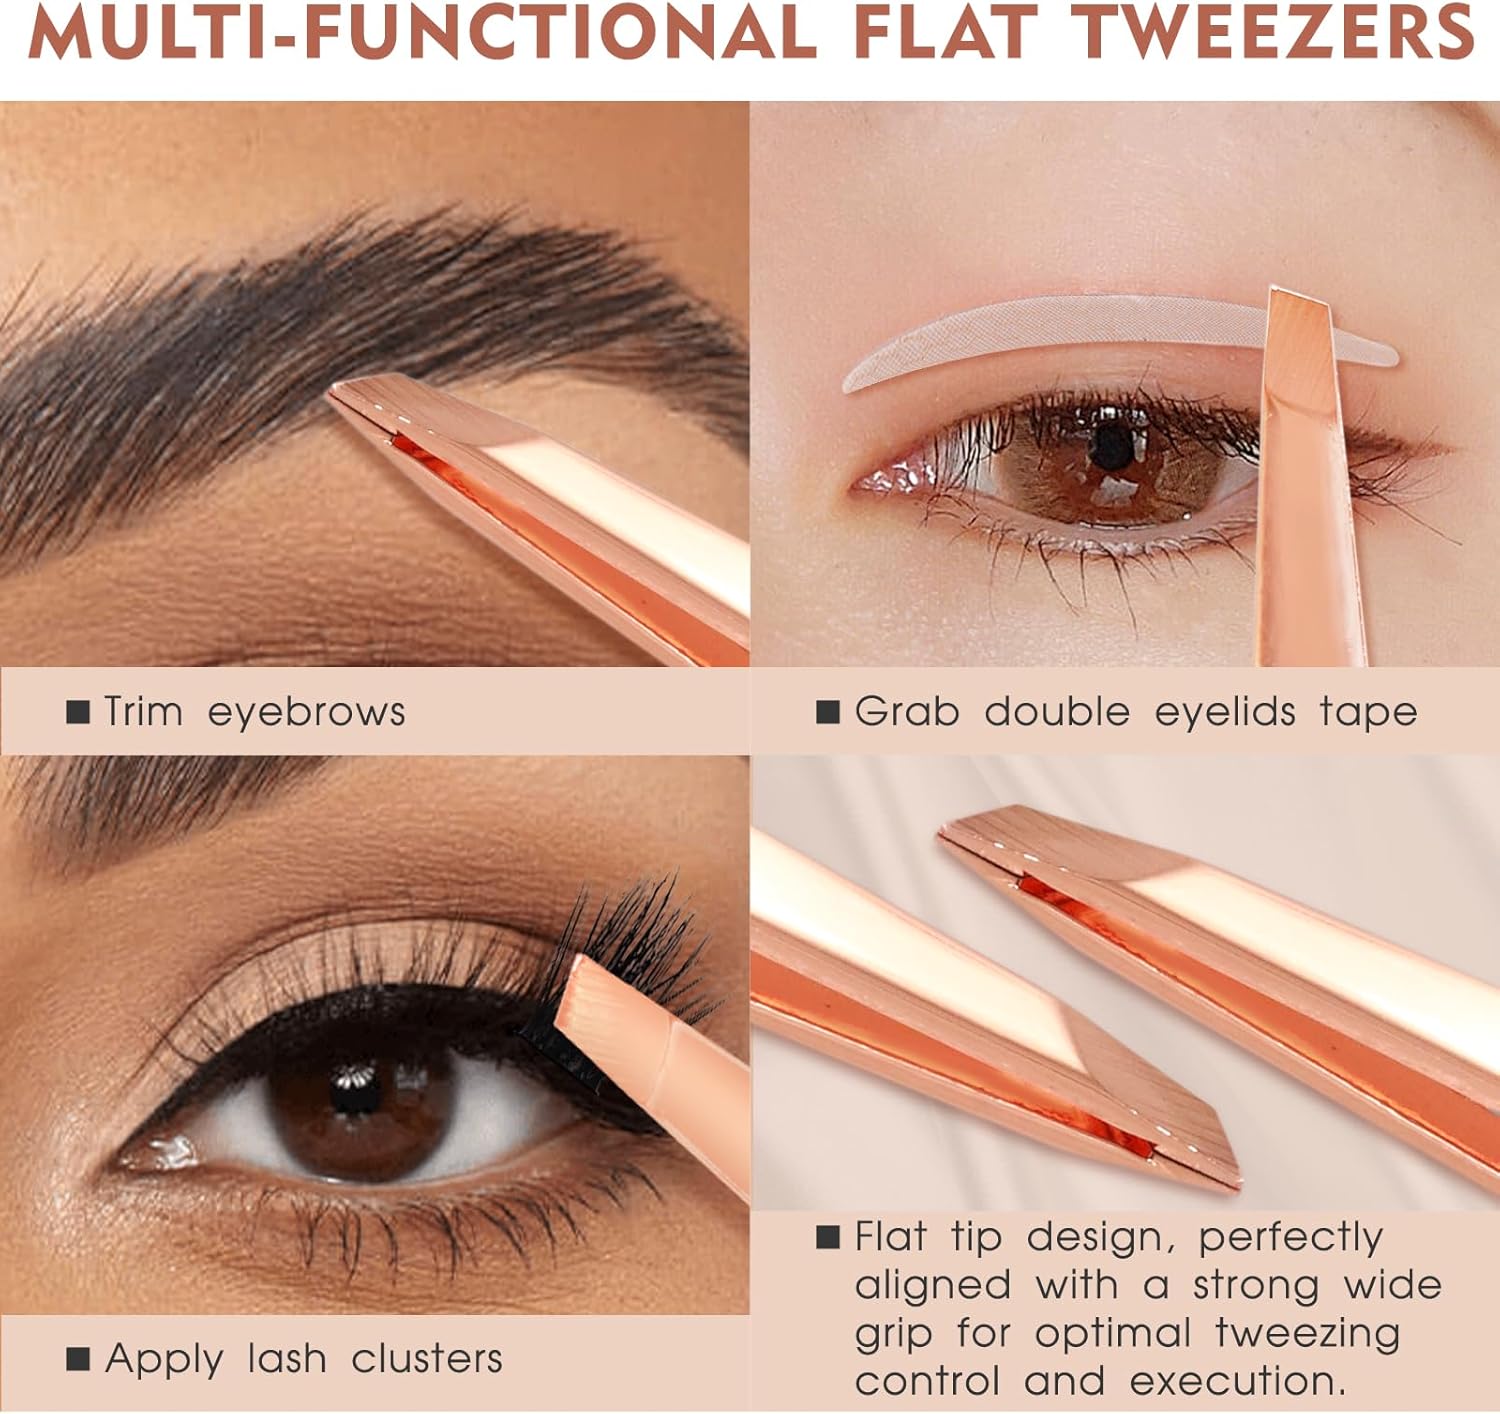 MULTI-FUNCTIONAL FLAT TWEEZERS
Trim eyebrows
Grab double eyelids tape
Apply lash clusters
Flat tip design, perfectly
aligned with a strong wide
grip for optimal tweezing
control and execution.